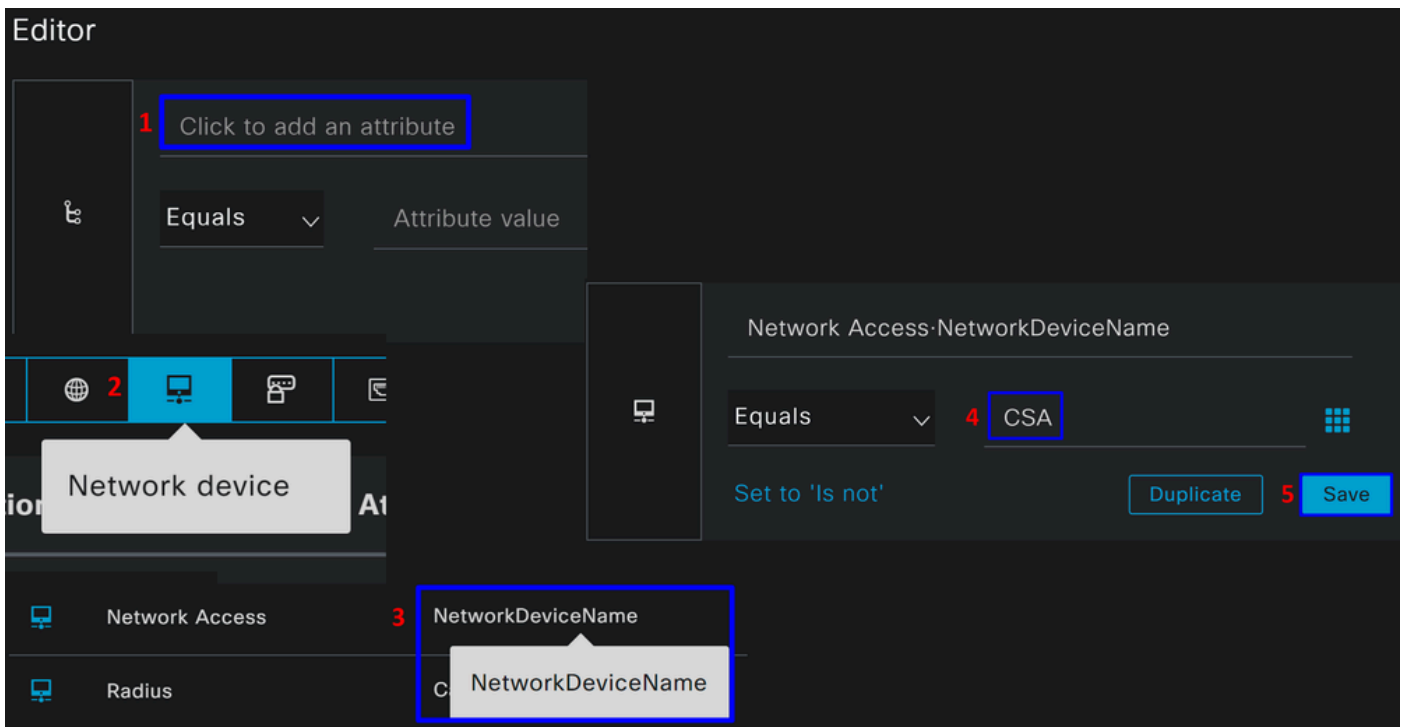 Editor
1 Click to add an attribute
Equals Attribute value
2
Network device
tion At
Network Access·NetworkDeviceName
Equals 4 CSA
Set to 'Is not' Duplicate 5 Save
Network Access 3 NetworkDeviceName
Radius C NetworkDeviceName